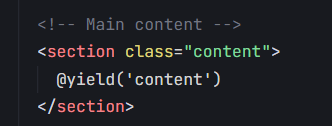 <!-- Main content -->
<section class="content">
@yield('content')
</section>